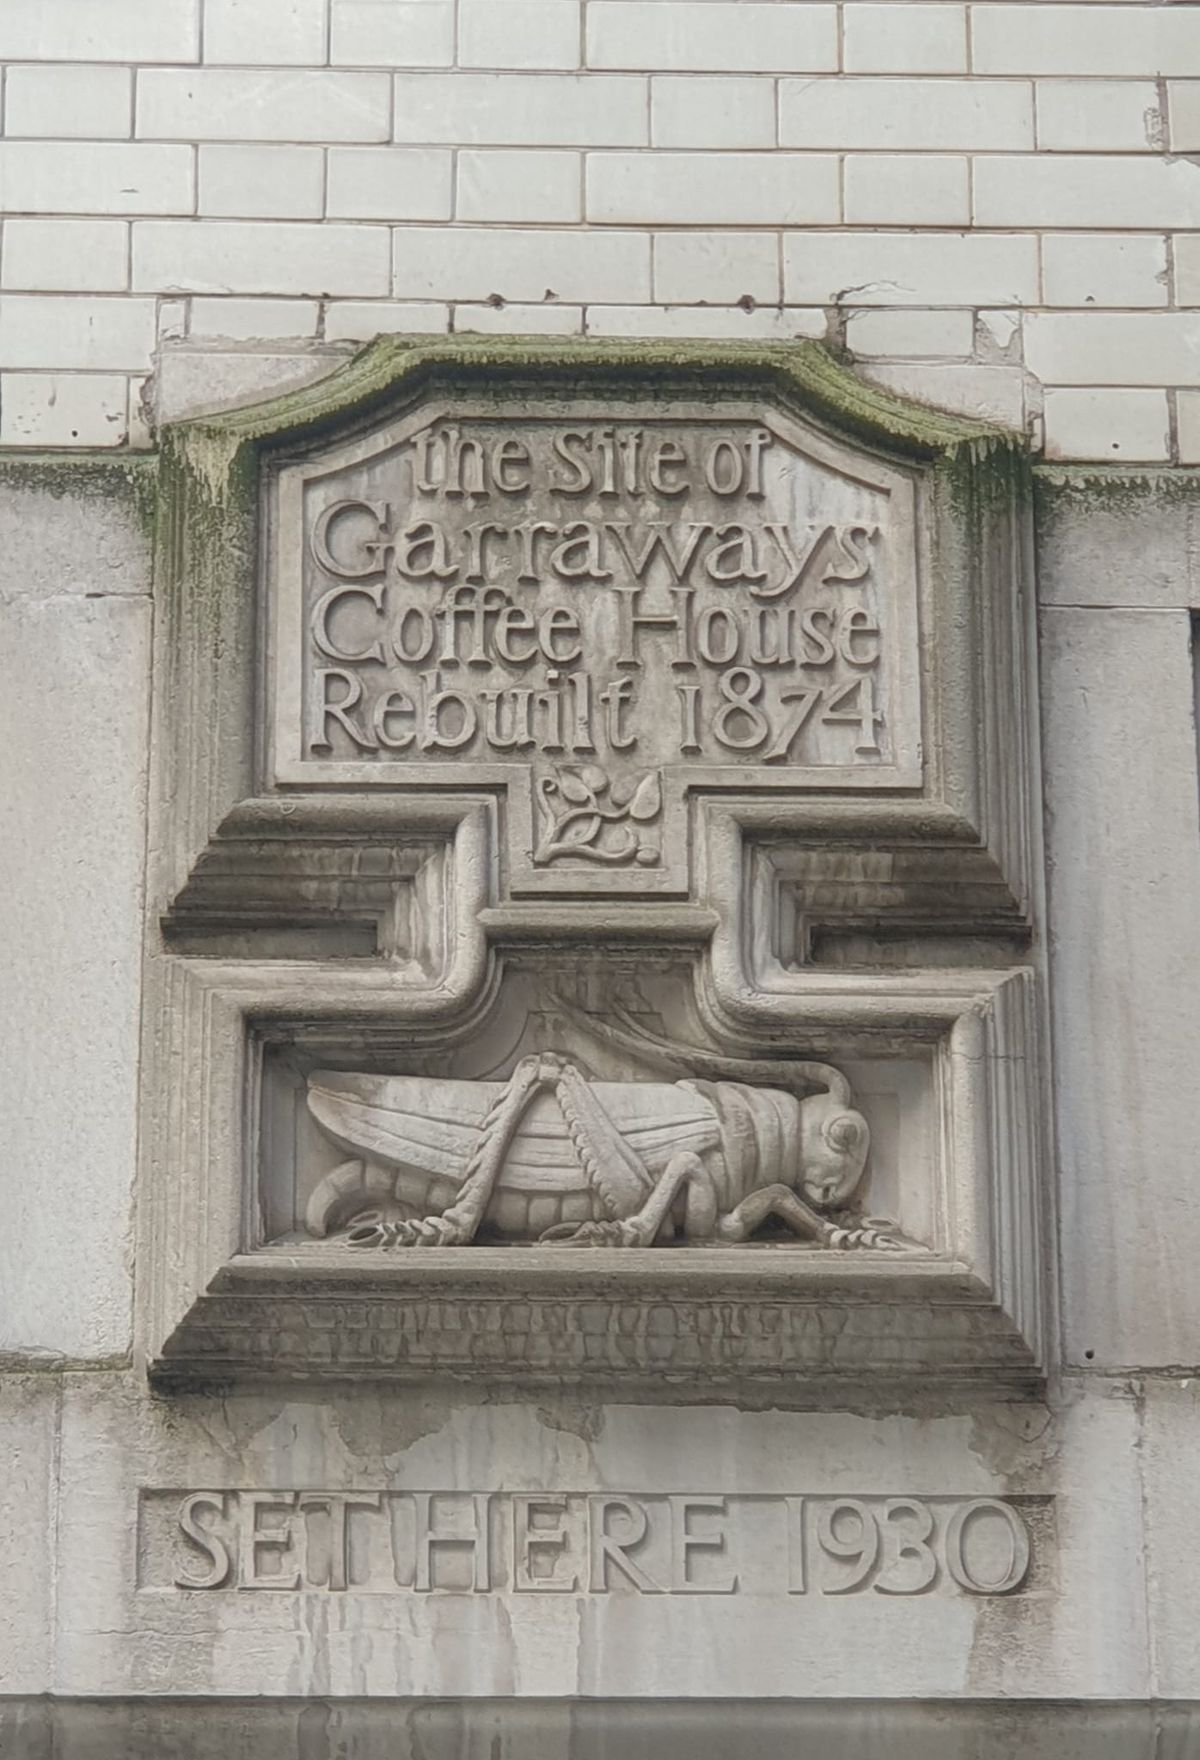 the Site of
Garraways
Coffee House
Rebuilt 1874
SET HERE 1930